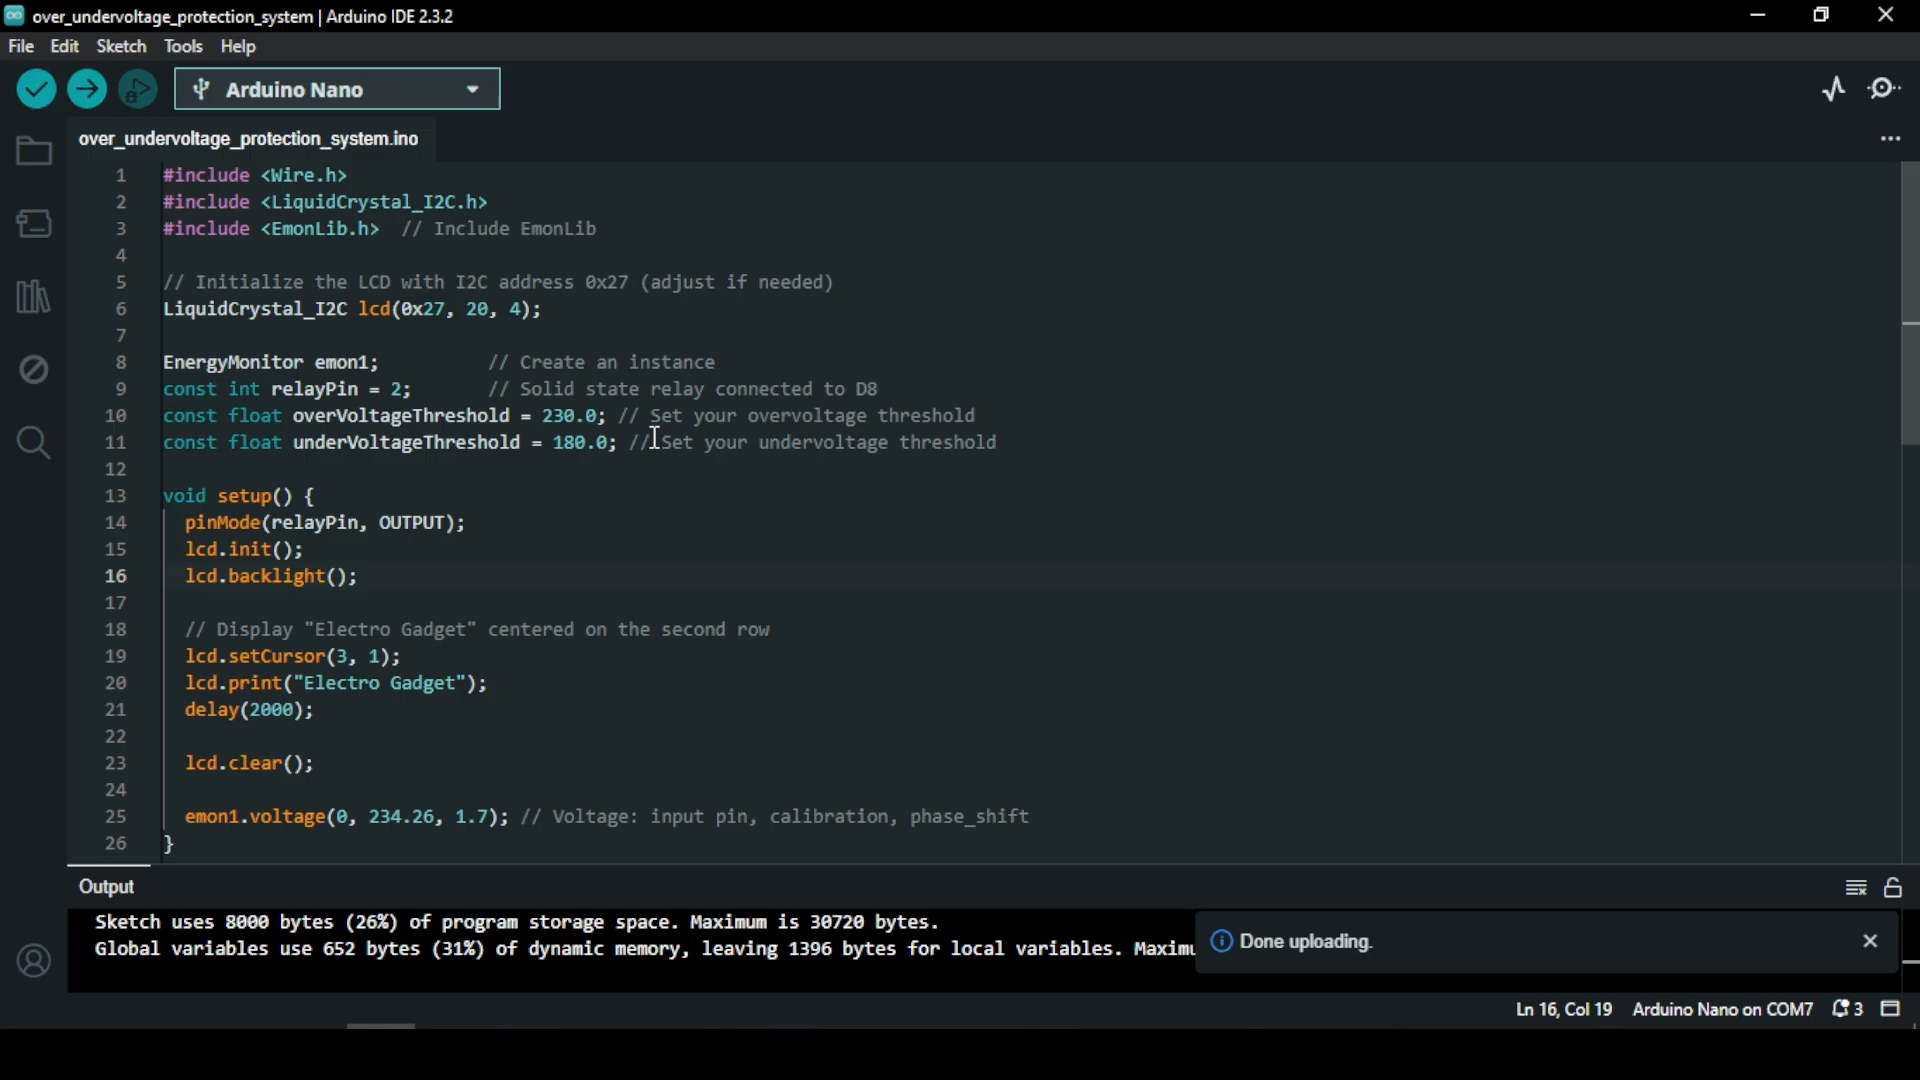 over_undervoltage_protection_system | Arduino IDE 2.3.2
File Edit Sketch Tools Help
Arduino Nano
over_undervoltage_protection_system.ino
1 #include <Wire.h>
2 #include <LiquidCrystal_I2C.h>
3 #include <EmonLib.h> // Include EmonLib
4
5 // Initialize the LCD with I2C address 0x27 (adjust if needed)
6 LiquidCrystal_I2C lcd(0x27, 20, 4);
7
8 EnergyMonitor emon1; // Create an instance
9 const int relayPin = 2; // Solid state relay connected to D8
10 const float overVoltageThreshold = 230.0; // Set your overvoltage threshold
11 const float underVoltageThreshold = 180.0; // Set your undervoltage threshold
12
13 void setup() {
14 pinMode(relayPin, OUTPUT);
15 lcd.init();
16 lcd.backlight();
17
18 // Display "Electro Gadget" centered on the second row
19 lcd.setCursor(3, 1);
20 lcd.print("Electro Gadget");
21 delay(2000);
22
23 lcd.clear();
24
25 emon1.voltage(0, 234.26, 1.7); // Voltage: input pin, calibration, phase_shift
26 }
Output
Sketch uses 8000 bytes (26%) of program storage space. Maximum is 30720 bytes.
Global variables use 652 bytes (31%) of dynamic memory, leaving 1396 bytes for local variables. Maximu
Done uploading.
Ln 16, Col 19 Arduino Nano on COM7 3